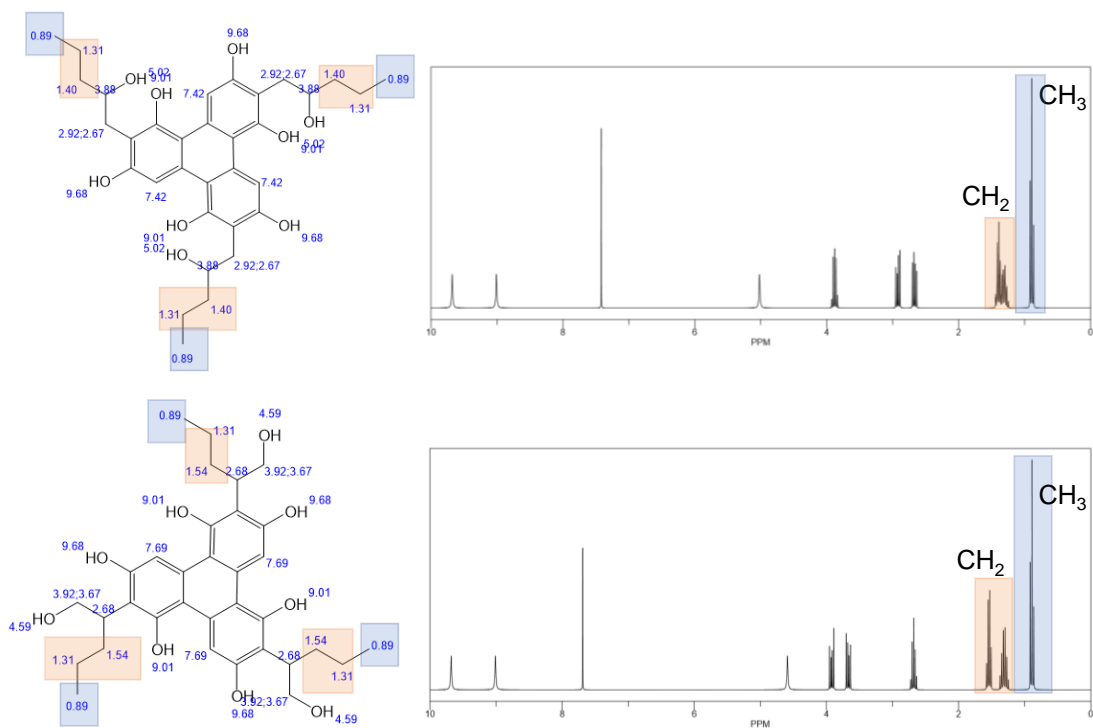 9.68
0.89
1.31
5.02
OH
9.01
OH
OH
2.92;2.67
1.40
0.89
1.40
3.88
7.42
3.88
1.31
OH
2.92;2.67
OH
5.02
9.01
HO
7.42
9.68
7.42
HO
OH
9.01
5.02
HO
3.88
2.92;2.67
9.68
1.31
1.40
0.89
CH3
CH2
10
8
6
4
2
0
PPM
0.89
4.59
1.31
OH
1.54
2.68
3.92;3.67
9.01
9.68
HO
OH
9.68
7.69
HO
7.69
3.92;3.67
9.01
4.59
2.68
OH
HO
1.31
1.54
OH
7.69
1.54
2.68
0.89
9.01
1.31
0.89
OH
3.92;3.67
9.68
OH
4.59
CH3
CH2
10
8
6
4
2
0
PPM